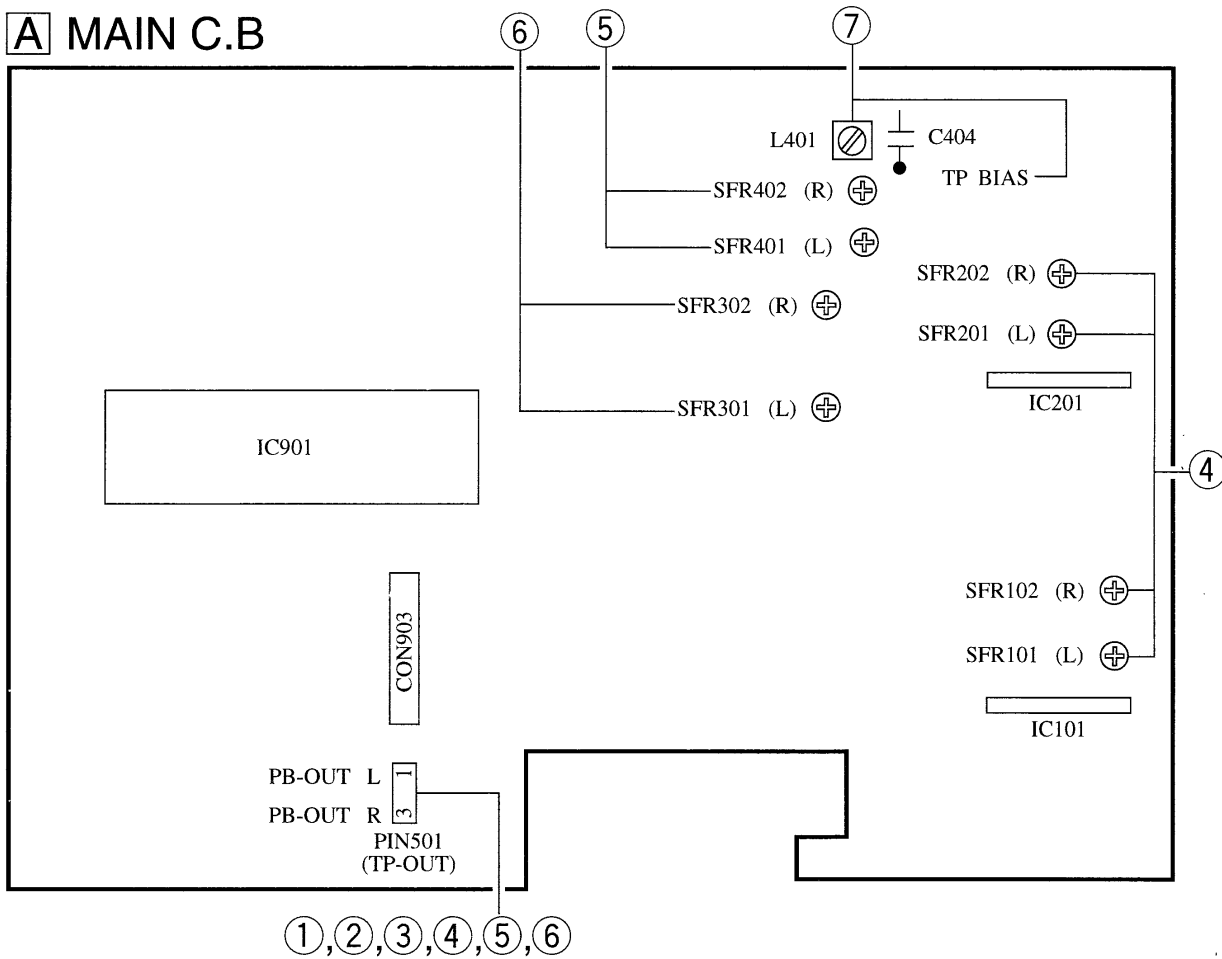 A MAIN C.B
⑥ ⑤ ⑦
L401 C404
TP BIAS
SFR402 (R)
SFR401 (L)
SFR202 (R)
SFR302 (R)
SFR201 (L)
IC201
SFR301 (L)
IC901
④
SFR102 (R)
CON903
SFR101 (L)
IC101
PB-OUT L 1
PB-OUT R 3
PIN501
(TP-OUT)
①,②,③,④,⑤,⑥